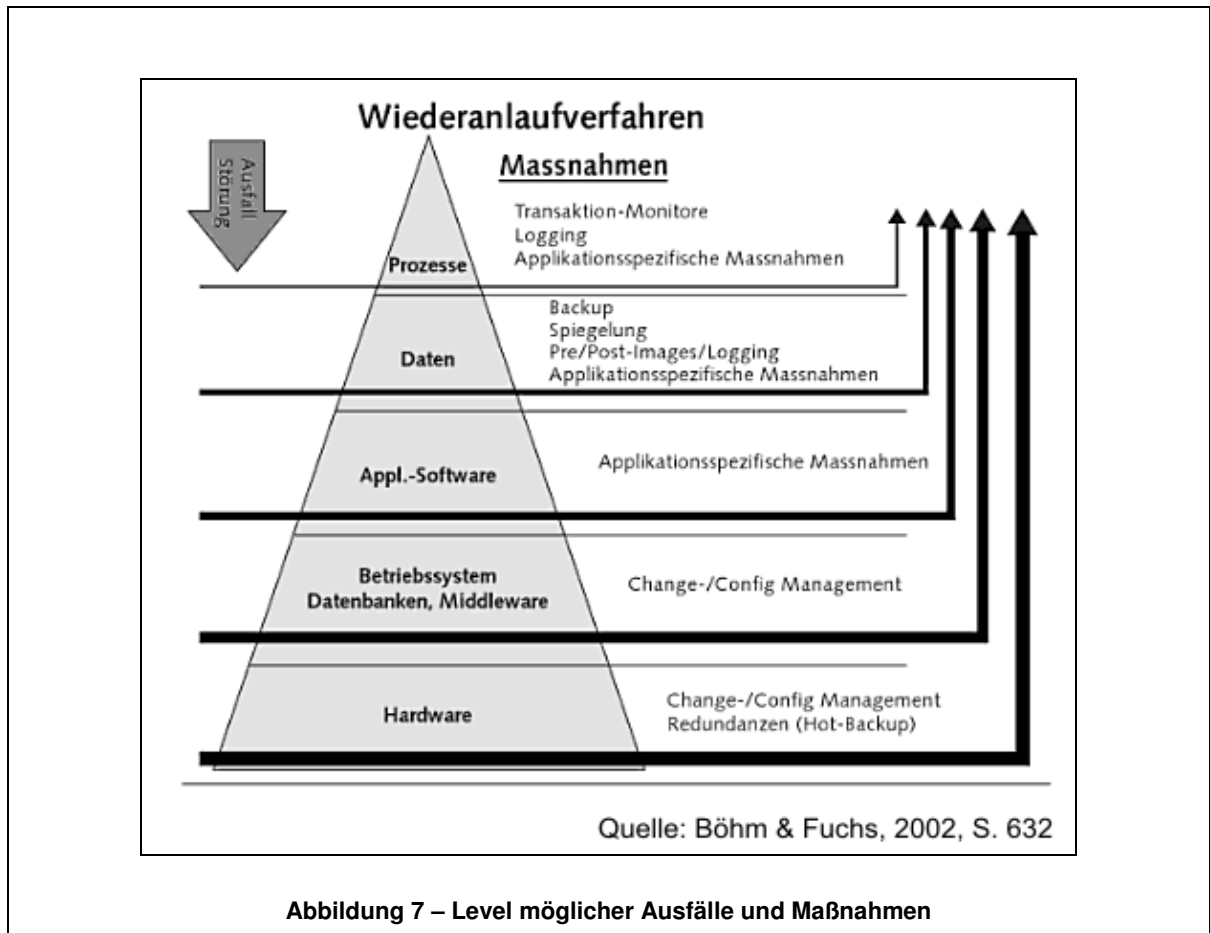 Wiederanlaufverfahren
Massnahmen
Ausfall
Störung
Transaktion-Monitore
Logging
Applikationsspezifische Massnahmen
Prozesse
Backup
Spiegelung
Pre/Post-Images/Logging
Applikationsspezifische Massnahmen
Daten
Applikationsspezifische Massnahmen
Appl.-Software
Betriebssystem
Datenbanken, Middleware
Change-/Config Management
Hardware
Change-/Config Management
Redundanzen (Hot-Backup)
Quelle: Böhm & Fuchs, 2002, S. 632
Abbildung 7 – Level möglicher Ausfälle und Maßnahmen